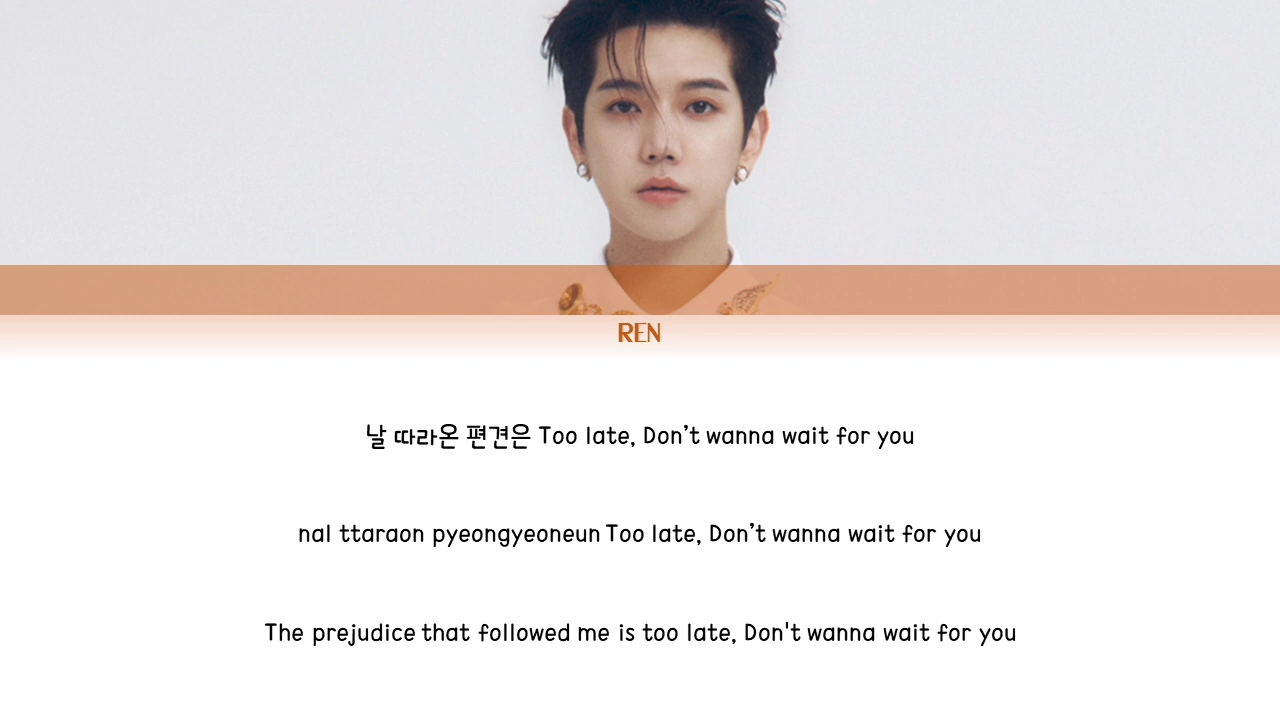 REN
날 따라온 편견은 Too late, Don’t wanna wait for you
nal ttaraon pyeongyeoneun Too late, Don’t wanna wait for you
The prejudice that followed me is too late, Don't wanna wait for you